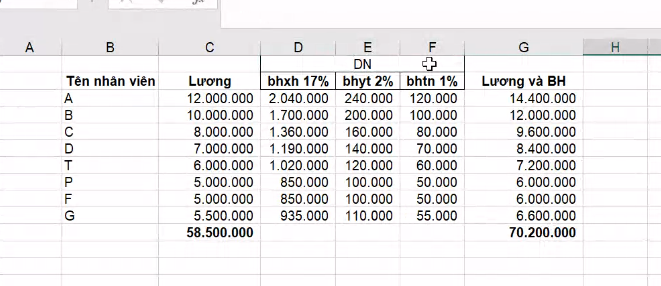 A B C D E F G H
DN
Tên nhân viên Lương bhxh 17% bhyt 2% bhtn 1% Lương và BH
A 12.000.000 2.040.000 240.000 120.000 14.400.000
B 10.000.000 1.700.000 200.000 100.000 12.000.000
C 8.000.000 1.360.000 160.000 80.000 9.600.000
D 7.000.000 1.190.000 140.000 70.000 8.400.000
T 6.000.000 1.020.000 120.000 60.000 7.200.000
P 5.000.000 850.000 100.000 50.000 6.000.000
F 5.000.000 850.000 100.000 50.000 6.000.000
G 5.500.000 935.000 110.000 55.000 6.600.000
58.500.000 70.200.000